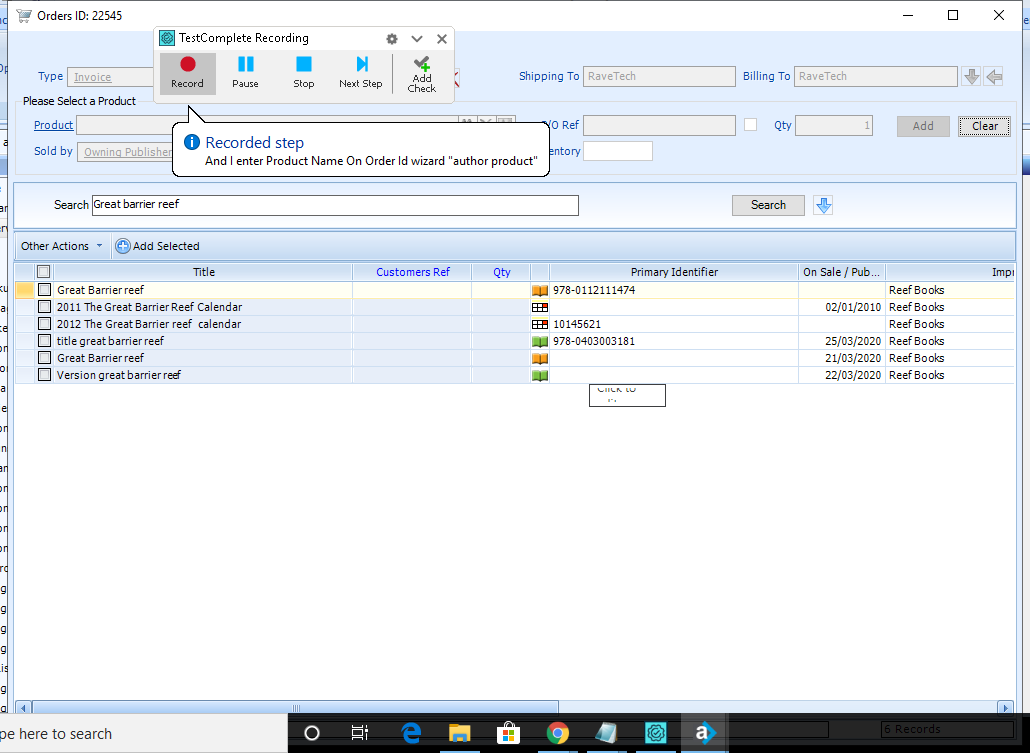 Orders ID: 22545
TestComplete Recording
Record
Pause
Stop
Next Step
Add
Check
Type Invoice
Shipping To RaveTech
Billing To RaveTech
Please Select a Product
Product
/O Ref
Qty 1
Add
Clear
Sold by Owning Publisher
entory
Recorded step
And I enter Product Name On Order Id wizard "author product"
Search Great barrier reef
Search
Other Actions
Add Selected
Title Customers Ref Qty Primary Identifier On Sale / Pub... Impr
Great Barrier reef 978-0112111474 Reef Books
2011 The Great Barrier Reef Calendar 02/01/2010 Reef Books
2012 The Great Barrier reef calendar 10145621 Reef Books
title great barrier reef 978-0403003181 25/03/2020 Reef Books
Great Barrier reef 21/03/2020 Reef Books
Version great barrier reef 22/03/2020 Reef Books
Click to
pe here to search
6 Records